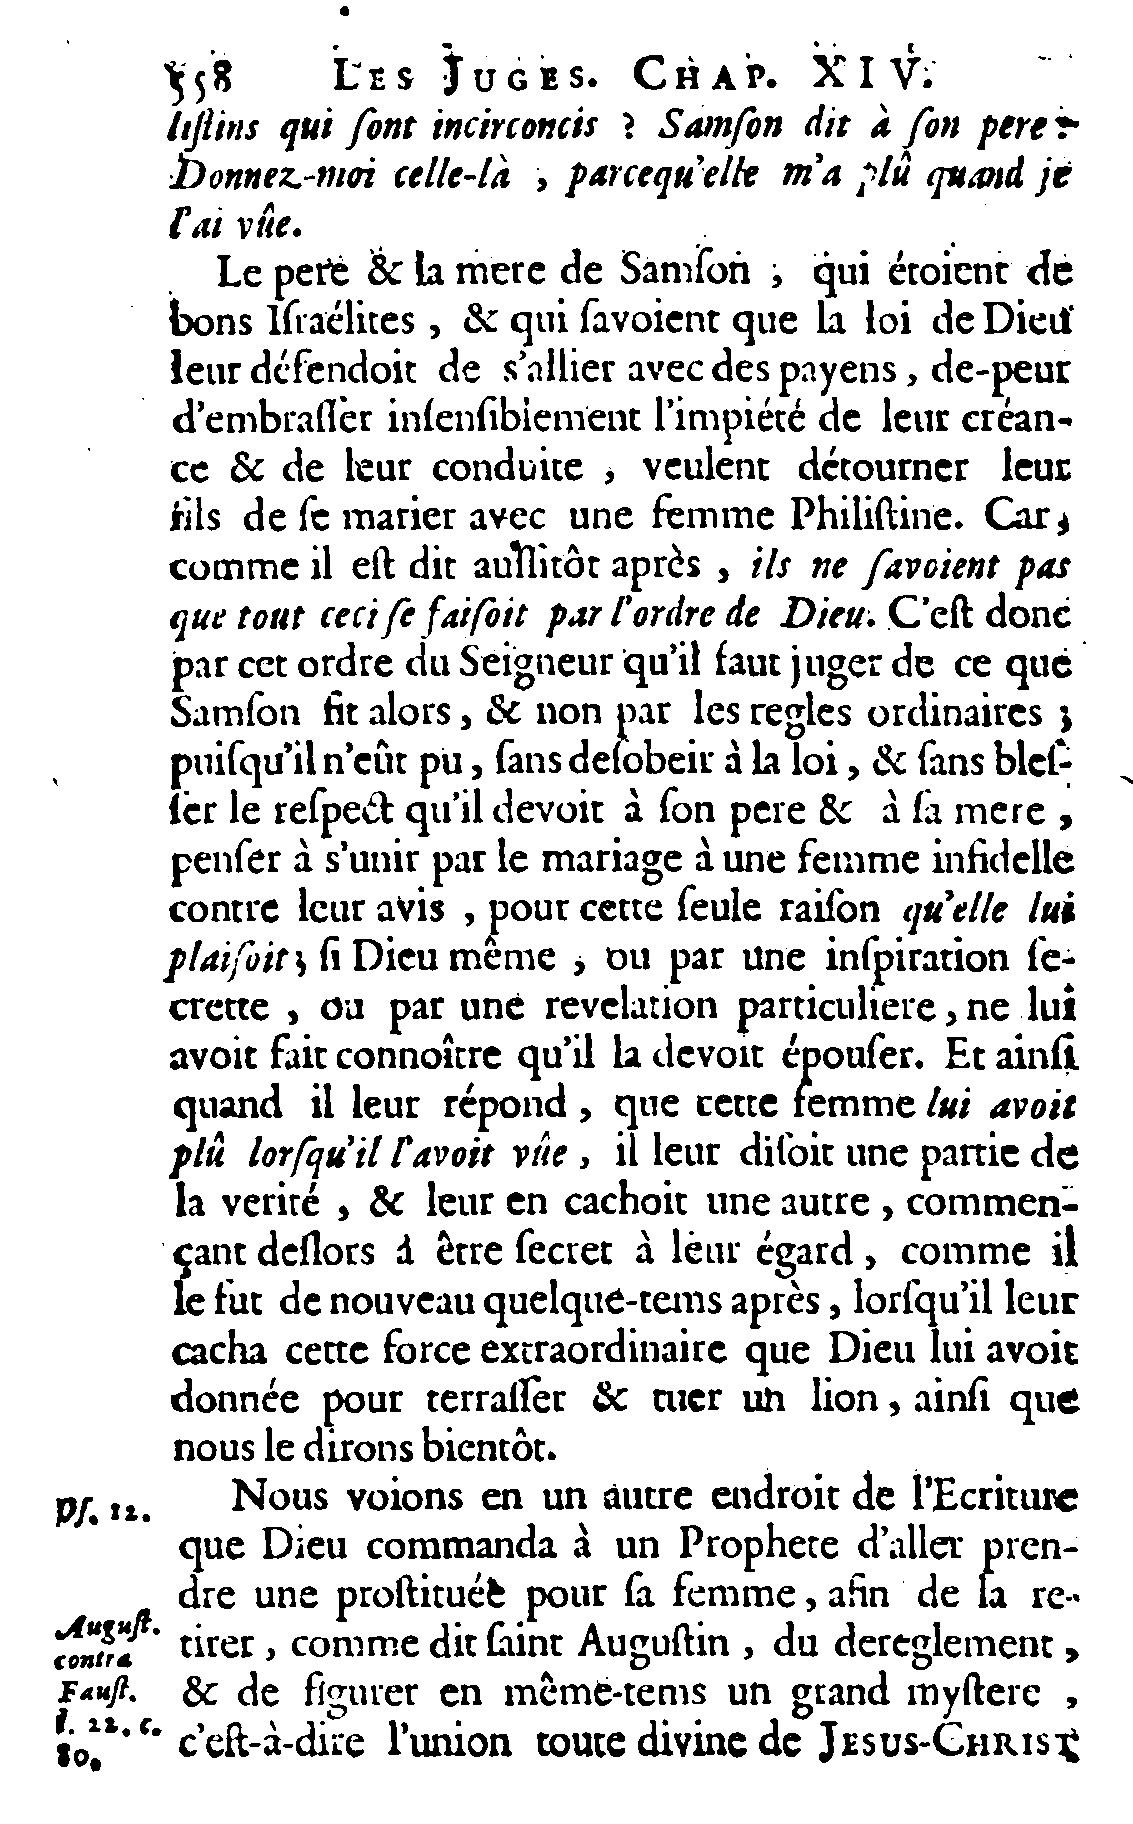 558 LES JUGES. CHAP. XIV.
listins qui ſont incirconcis ? Samſon dit à ſon pere :
Donnez-moi celle-là , parcequ'elle m'a plû quand je
l'ai vûe.
Le pere & la mere de Samſon , qui étoient de
bons Iſraélites , & qui ſavoient que la loi de Dieu
leur défendoit de s'allier avec des payens , de-peur
d'embraſſer inſenſiblement l'impiété de leur créan-
ce & de leur conduite , veulent détourner leur
fils de ſe marier avec une femme Philiſtine. Car,
comme il eſt dit auſſitôt après , ils ne ſavoient pas
que tout ceci ſe faiſoit par l'ordre de Dieu. C'eſt donc
par cet ordre du Seigneur qu'il faut juger de ce que
Samſon fit alors , & non par les regles ordinaires ;
puiſqu'il n'eût pu , ſans deſobeir à la loi , & ſans bleſ-
ſer le reſpect qu'il devoit à ſon pere & à ſa mere ,
penſer à s'unir par le mariage à une femme infidelle
contre leur avis , pour cette ſeule raiſon qu'elle lui
plaiſoit ; ſi Dieu même , ou par une inſpiration ſe-
crette , ou par une revelation particuliere , ne lui
avoit fait connoître qu'il la devoit épouſer. Et ainſi
quand il leur répond , que cette femme lui avoit
plû lorſqu'il l'avoit vûe , il leur diſoit une partie de
la verité , & leur en cachoit une autre , commen-
çant deſlors à être ſecret à leur égard , comme il
le fut de nouveau quelque-tems après , lorſqu'il leur
cacha cette force extraordinaire que Dieu lui avoit
donnée pour terraſſer & tuer un lion , ainſi que
nous le dirons bientôt.
Pſ. 12. Nous voions en un autre endroit de l'Ecriture
que Dieu commanda à un Prophete d'aller pren-
dre une proſtituée pour ſa femme , afin de la re-
Auguſt. tirer , comme dit ſaint Auguſtin , du dereglement ,
contra
Fauſt. & de figurer en même-tems un grand myſtere ,
l. 22. c. c'eſt-à-dire l'union toute divine de JESUS-CHRIST
80.